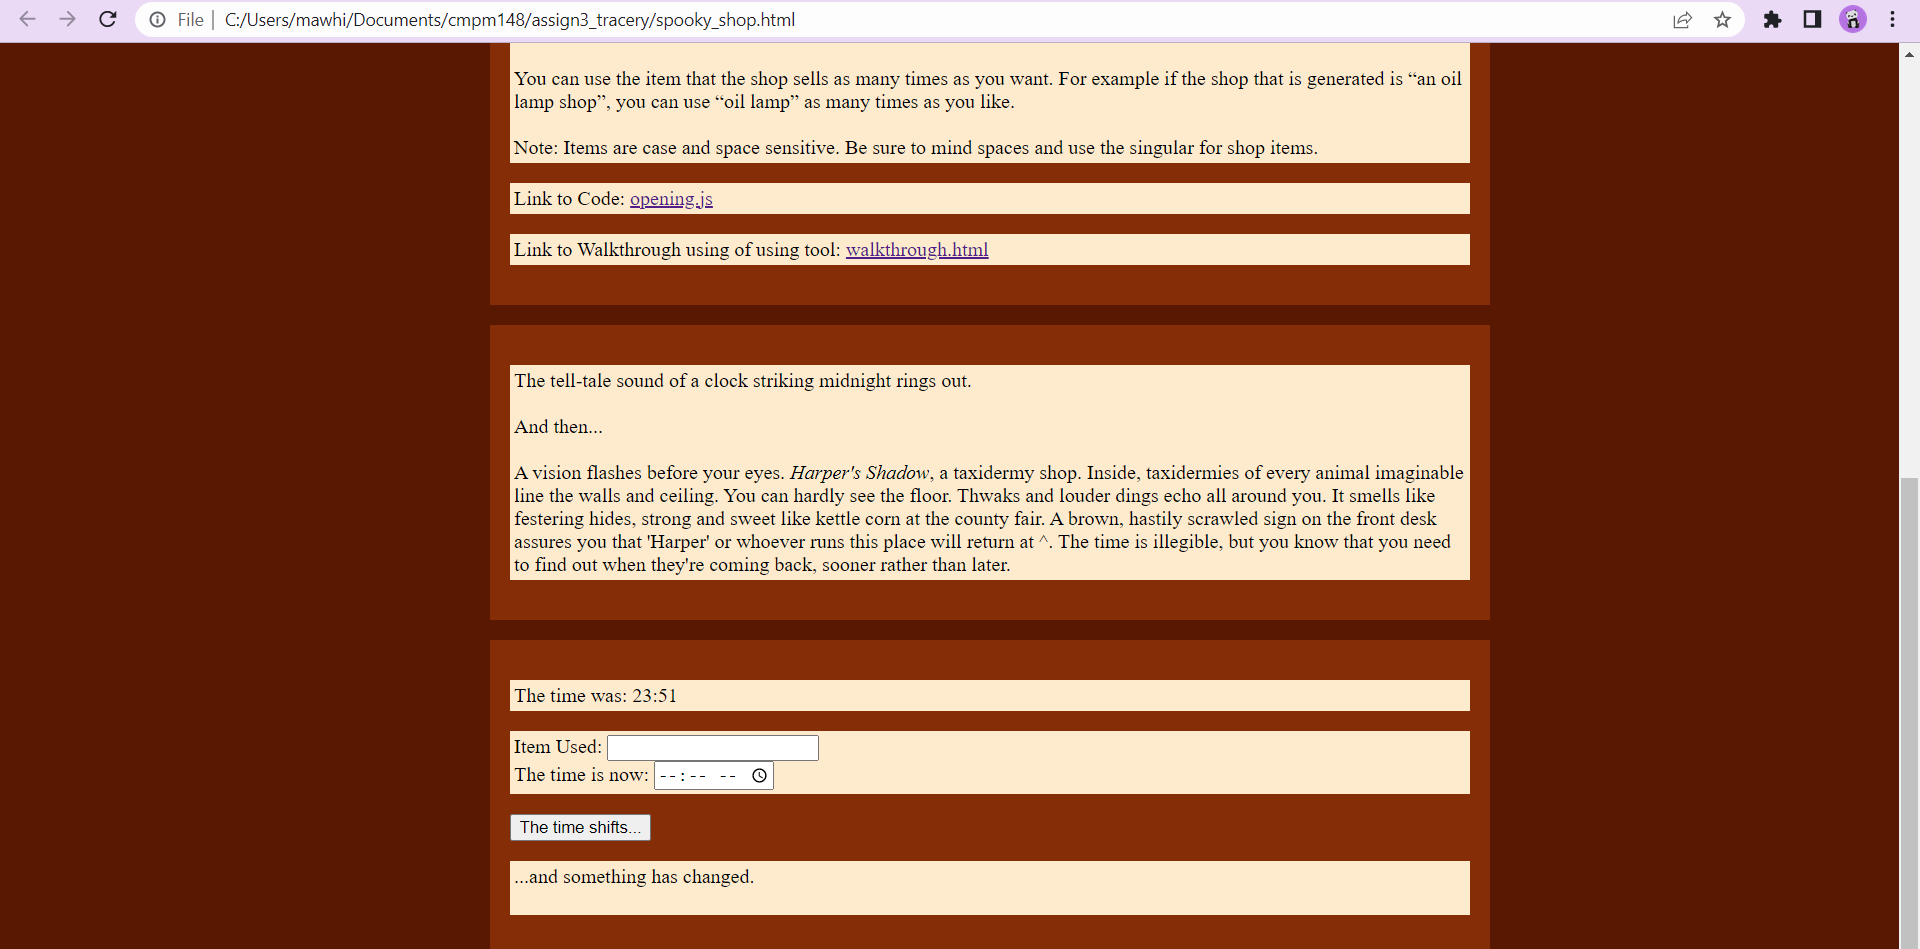 File | C:/Users/mawhi/Documents/cmpm148/assign3_tracery/spooky_shop.html
You can use the item that the shop sells as many times as you want. For example if the shop that is generated is “an oil
lamp shop”, you can use “oil lamp” as many times as you like.
Note: Items are case and space sensitive. Be sure to mind spaces and use the singular for shop items.
Link to Code: opening.js
Link to Walkthrough using of using tool: walkthrough.html
The tell-tale sound of a clock striking midnight rings out.
And then...
A vision flashes before your eyes. Harper's Shadow, a taxidermy shop. Inside, taxidermies of every animal imaginable
line the walls and ceiling. You can hardly see the floor. Thwaks and louder dings echo all around you. It smells like
festering hides, strong and sweet like kettle corn at the county fair. A brown, hastily scrawled sign on the front desk
assures you that 'Harper' or whoever runs this place will return at ^. The time is illegible, but you know that you need
to find out when they're coming back, sooner rather than later.
The time was: 23:51
Item Used:
The time is now: --:-- --
The time shifts...
...and something has changed.